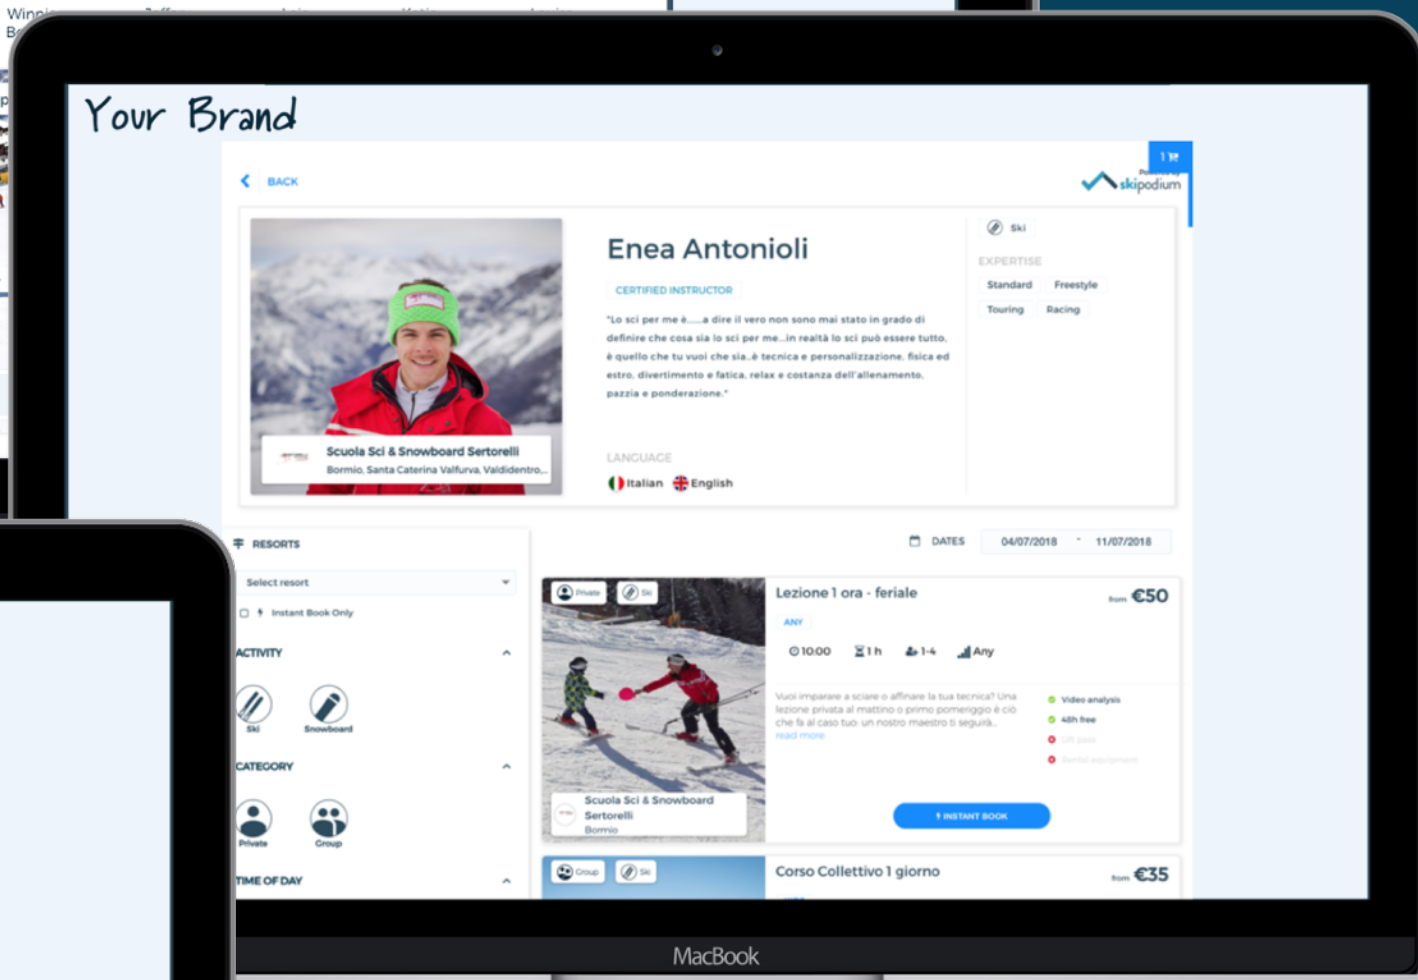 Your Brand
1
BACK
Powered by
skipodium
Enea Antonioli
CERTIFIED INSTRUCTOR
"Lo sci per me è......a dire il vero non sono mai stato in grado di
definire che cosa sia lo sci per me...in realtà lo sci può essere tutto,
è quello che tu vuoi che sia..è tecnica e personalizzazione, fisica ed
estro, divertimento e fatica, relax e costanza dell'allenamento,
pazzia e ponderazione."
LANGUAGE
Italian English
Ski
EXPERTISE
Standard Freestyle
Touring Racing
Scuola Sci & Snowboard Sertorelli
Bormio, Santa Caterina Valfurva, Valdidentro,...
RESORTS
Select resort
Instant Book Only
ACTIVITY
Ski Snowboard
CATEGORY
Private Group
TIME OF DAY
DATES 04/07/2018 - 11/07/2018
Private Ski
Lezione 1 ora - feriale
from €50
ANY
10:00 1 h 1-4 Any
Vuoi imparare a sciare o affinare la tua tecnica? Una
lezione privata al mattino o primo pomeriggio è ciò
che fa al caso tuo: un nostro maestro ti seguirà...
read more
Video analysis
48h free
Lift pass
Rental equipment
INSTANT BOOK
Scuola Sci & Snowboard
Sertorelli
Bormio
Group Ski
Corso Collettivo 1 giorno
from €35
MacBook